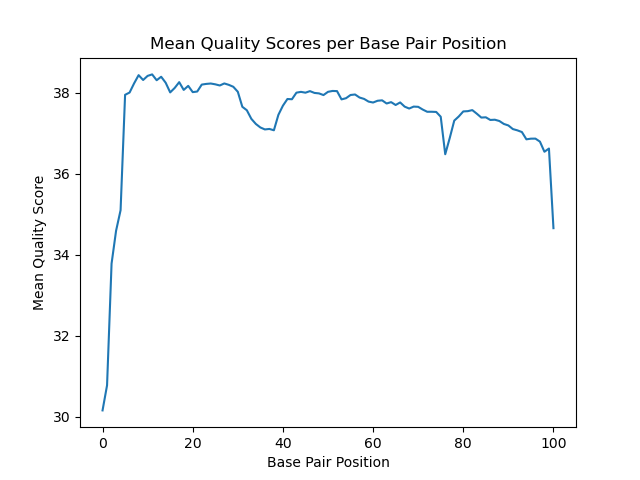 Mean Quality Scores per Base Pair Position
Mean Quality Score
38
36
34
32
30
0 20 40 60 80 100
Base Pair Position